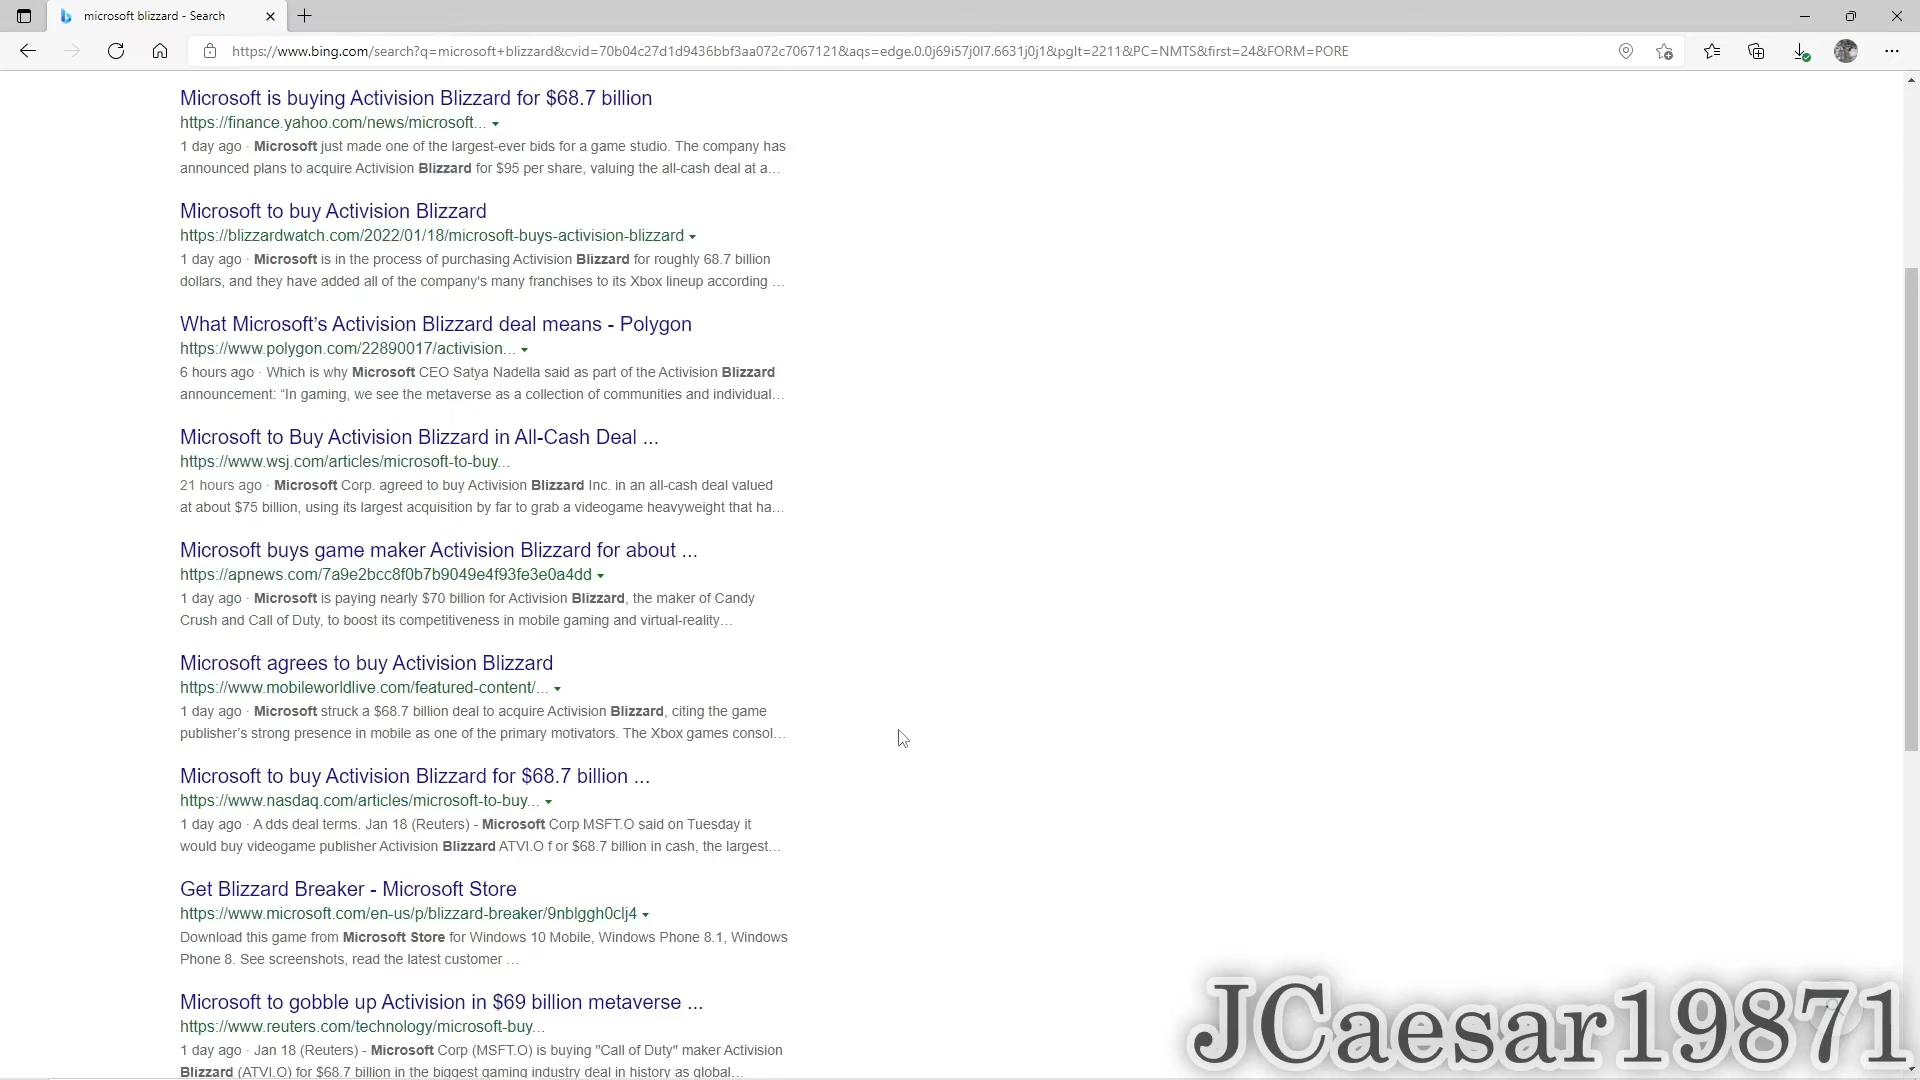 microsoft blizzard - Search
https://www.bing.com/search?q=microsoft+blizzard&cvid=70b04c27d1d9436bbf3aa072c7067121&aqs=edge.0.0j69i57j0l7.6631j0j1&pglt=2211&PC=NMTS&first=24&FORM=PORE
Microsoft is buying Activision Blizzard for $68.7 billion
https://finance.yahoo.com/news/microsoft...
1 day ago · Microsoft just made one of the largest-ever bids for a game studio. The company has
announced plans to acquire Activision Blizzard for $95 per share, valuing the all-cash deal at a…
Microsoft to buy Activision Blizzard
https://blizzardwatch.com/2022/01/18/microsoft-buys-activision-blizzard
1 day ago · Microsoft is in the process of purchasing Activision Blizzard for roughly 68.7 billion
dollars, and they have added all of the company's many franchises to its Xbox lineup according …
What Microsoft’s Activision Blizzard deal means - Polygon
https://www.polygon.com/22890017/activision...
6 hours ago · Which is why Microsoft CEO Satya Nadella said as part of the Activision Blizzard
announcement: “In gaming, we see the metaverse as a collection of communities and individual…
Microsoft to Buy Activision Blizzard in All-Cash Deal ...
https://www.wsj.com/articles/microsoft-to-buy...
21 hours ago · Microsoft Corp. agreed to buy Activision Blizzard Inc. in an all-cash deal valued
at about $75 billion, using its largest acquisition by far to grab a videogame heavyweight that ha…
Microsoft buys game maker Activision Blizzard for about ...
https://apnews.com/7a9e2bcc8f0b7b9049e4f93fe3e0a4dd
1 day ago · Microsoft is paying nearly $70 billion for Activision Blizzard, the maker of Candy
Crush and Call of Duty, to boost its competitiveness in mobile gaming and virtual-reality…
Microsoft agrees to buy Activision Blizzard
https://www.mobileworldlive.com/featured-content/...
1 day ago · Microsoft struck a $68.7 billion deal to acquire Activision Blizzard, citing the game
publisher’s strong presence in mobile as one of the primary motivators. The Xbox games consol…
Microsoft to buy Activision Blizzard for $68.7 billion ...
https://www.nasdaq.com/articles/microsoft-to-buy...
1 day ago · A dds deal terms. Jan 18 (Reuters) - Microsoft Corp MSFT.O said on Tuesday it
would buy videogame publisher Activision Blizzard ATVI.O f or $68.7 billion in cash, the largest…
Get Blizzard Breaker - Microsoft Store
https://www.microsoft.com/en-us/p/blizzard-breaker/9nblggh0clj4
Download this game from Microsoft Store for Windows 10 Mobile, Windows Phone 8.1, Windows
Phone 8. See screenshots, read the latest customer …
Microsoft to gobble up Activision in $69 billion metaverse ...
https://www.reuters.com/technology/microsoft-buy...
1 day ago · Jan 18 (Reuters) - Microsoft Corp (MSFT.O) is buying "Call of Duty" maker Activision
Blizzard (ATVI.O) for $68.7 billion in the biggest gaming industry deal in history as global…
JCaesar19871